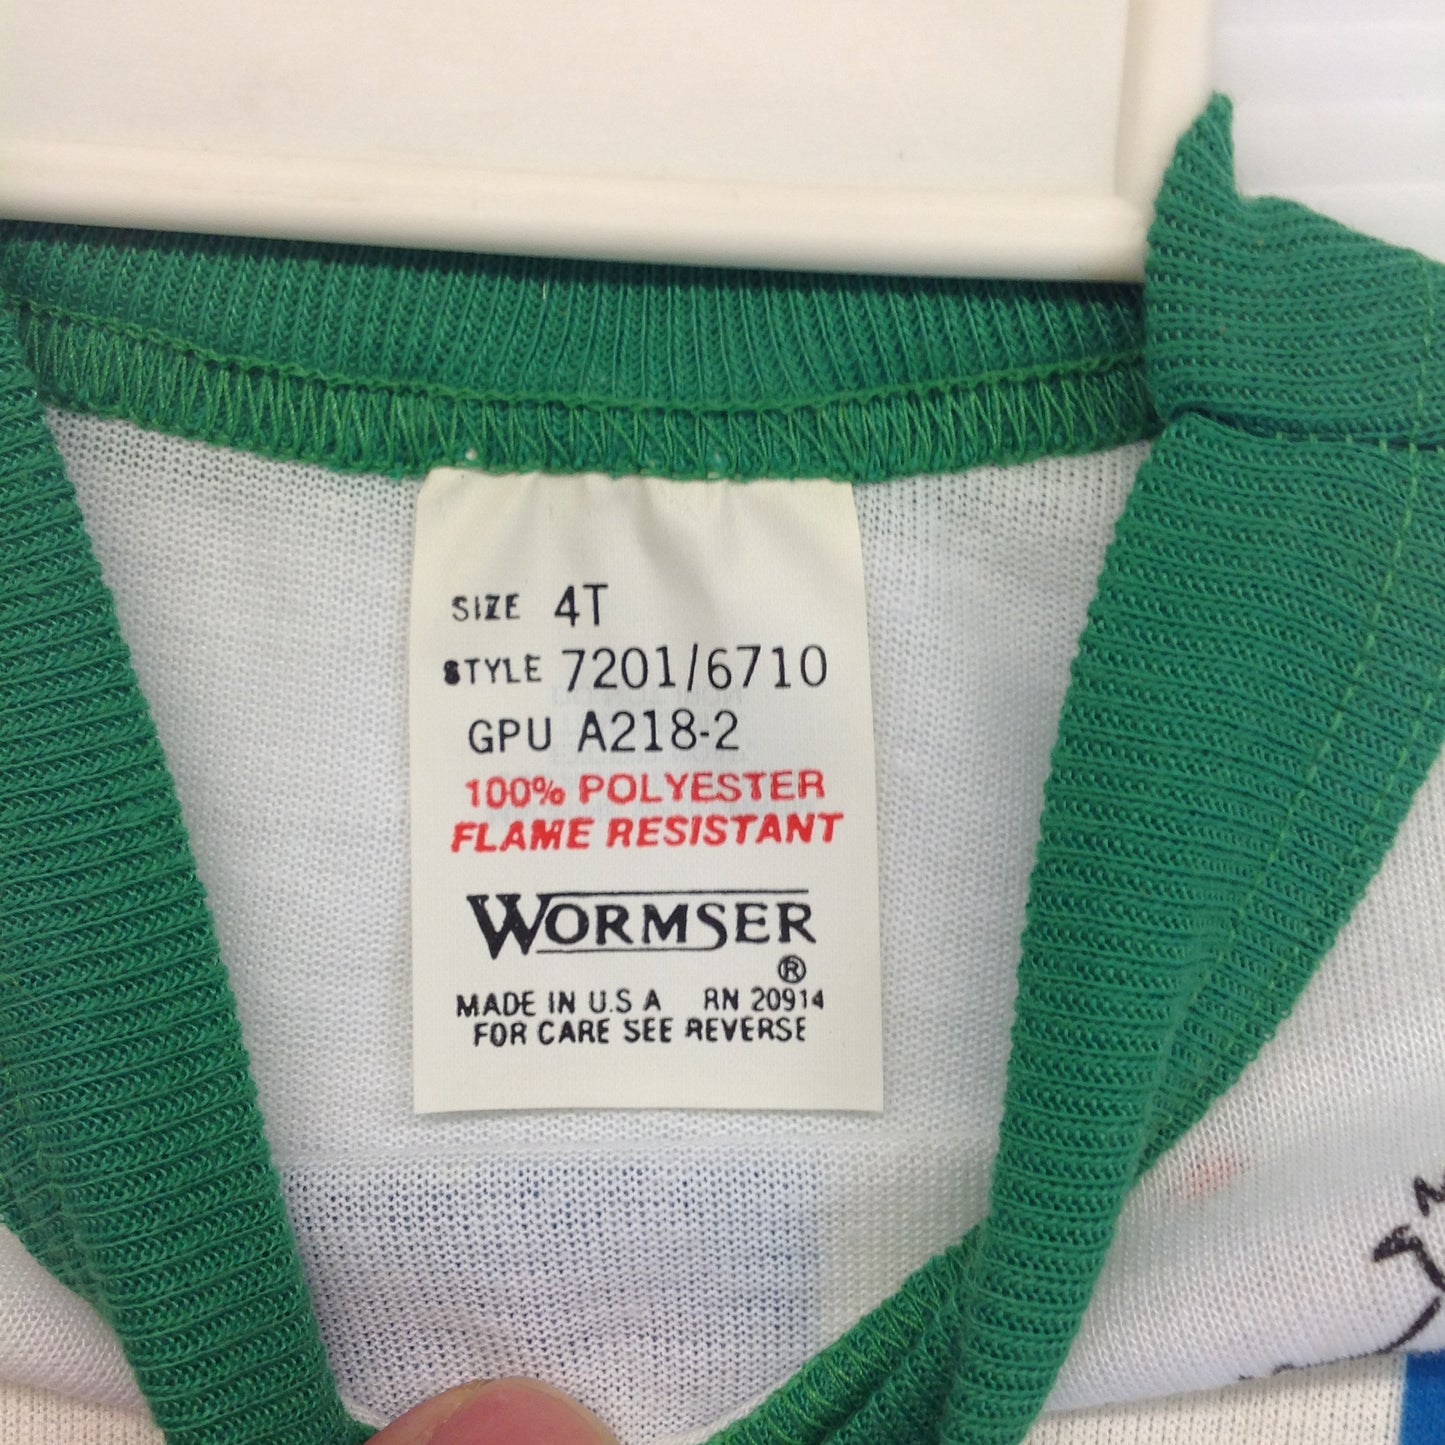 SIZE 4T
STYLE 7201/6710
GPU A218-2
100% POLYESTER
FLAME RESISTANT
WORMSER
®
MADE IN U.S A RN 20914
FOR CARE SEE REVERSE